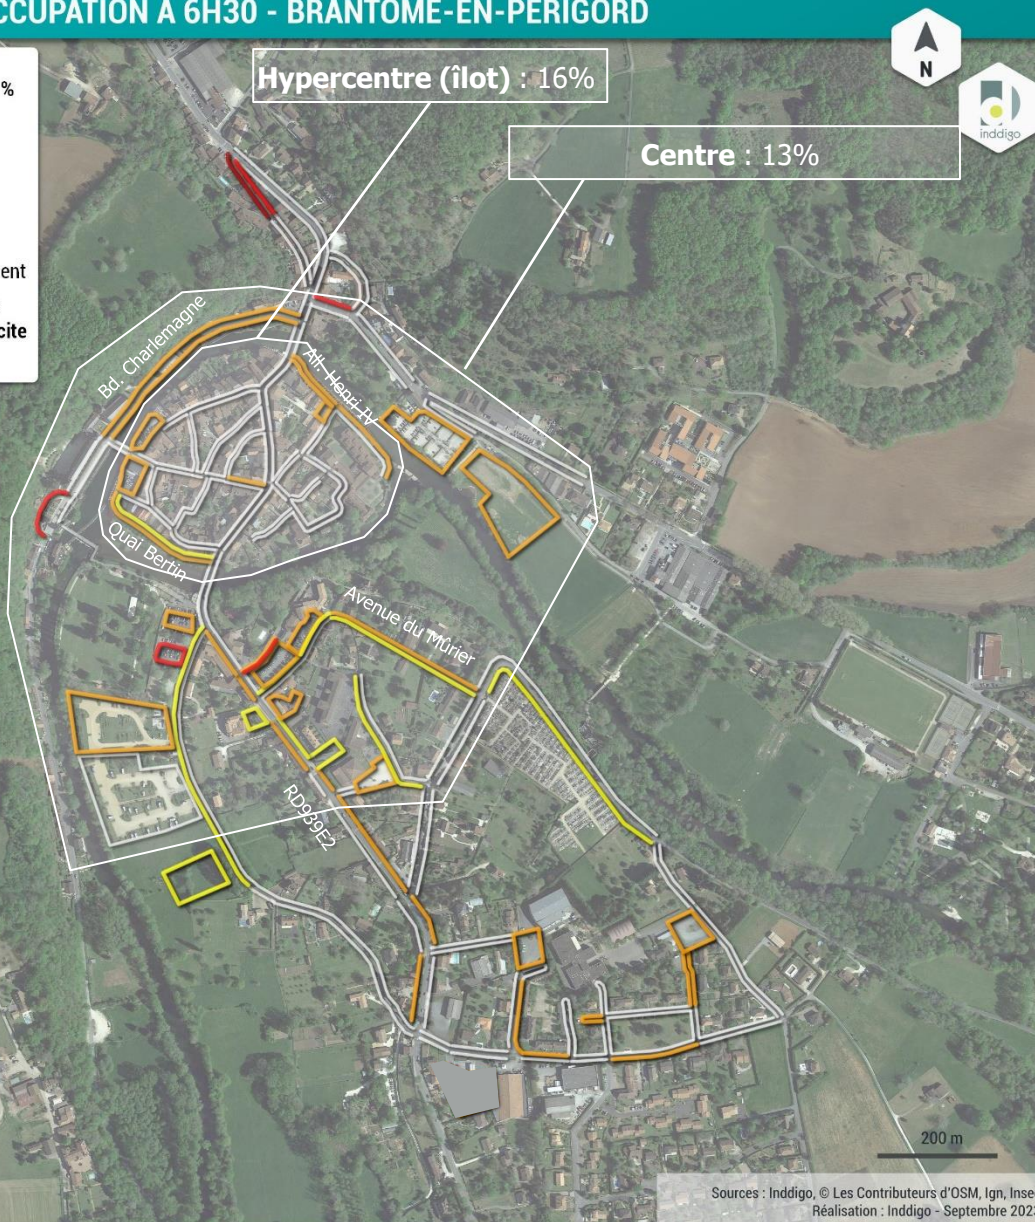 CCUPATION A 6H30 - BRANTOME-EN-PERIGORD
%
ent
cite
Hypercentre (îlot) : 16%
Centre : 13%
N
inddigo
Bd. Charlemagne
All. Henri IV
Quai Bertin
Avenue du Mûrier
RD939E2
200 m
Sources : Inddigo, © Les Contributeurs d'OSM, Ign, Inse
Réalisation : Inddigo - Septembre 202